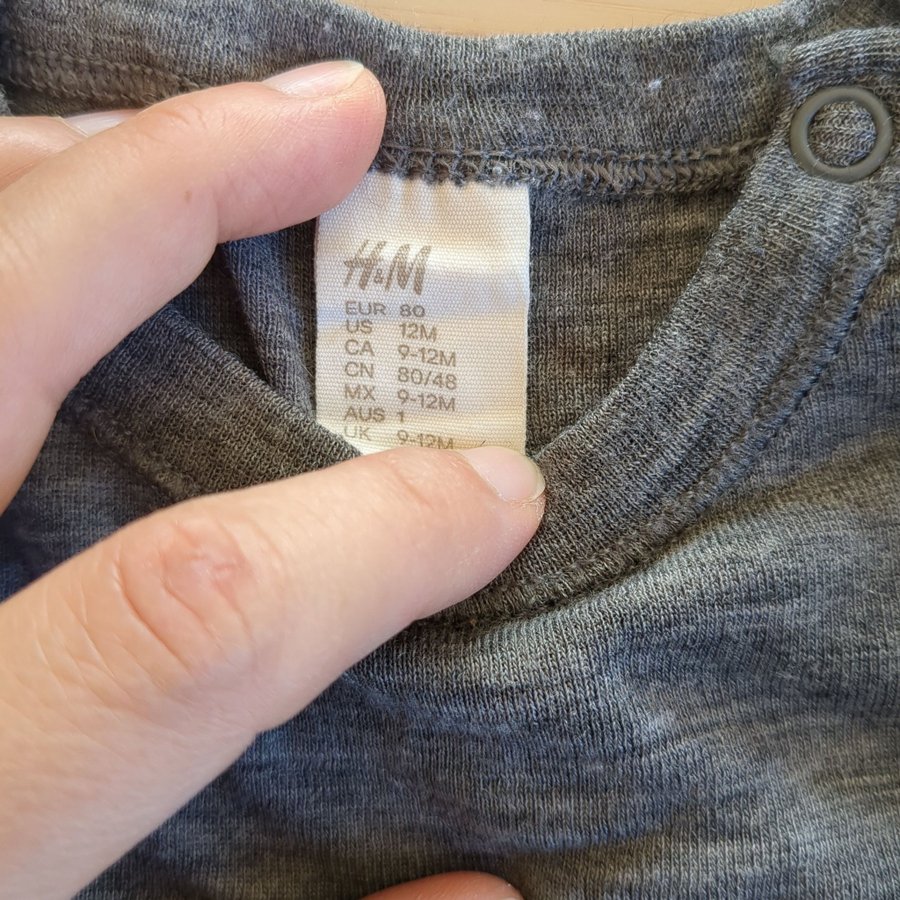 H&M
EUR 80
US 12M
CA 9-12M
CN 80/48
MX 9-12M
AUS 1
UK 9-12M